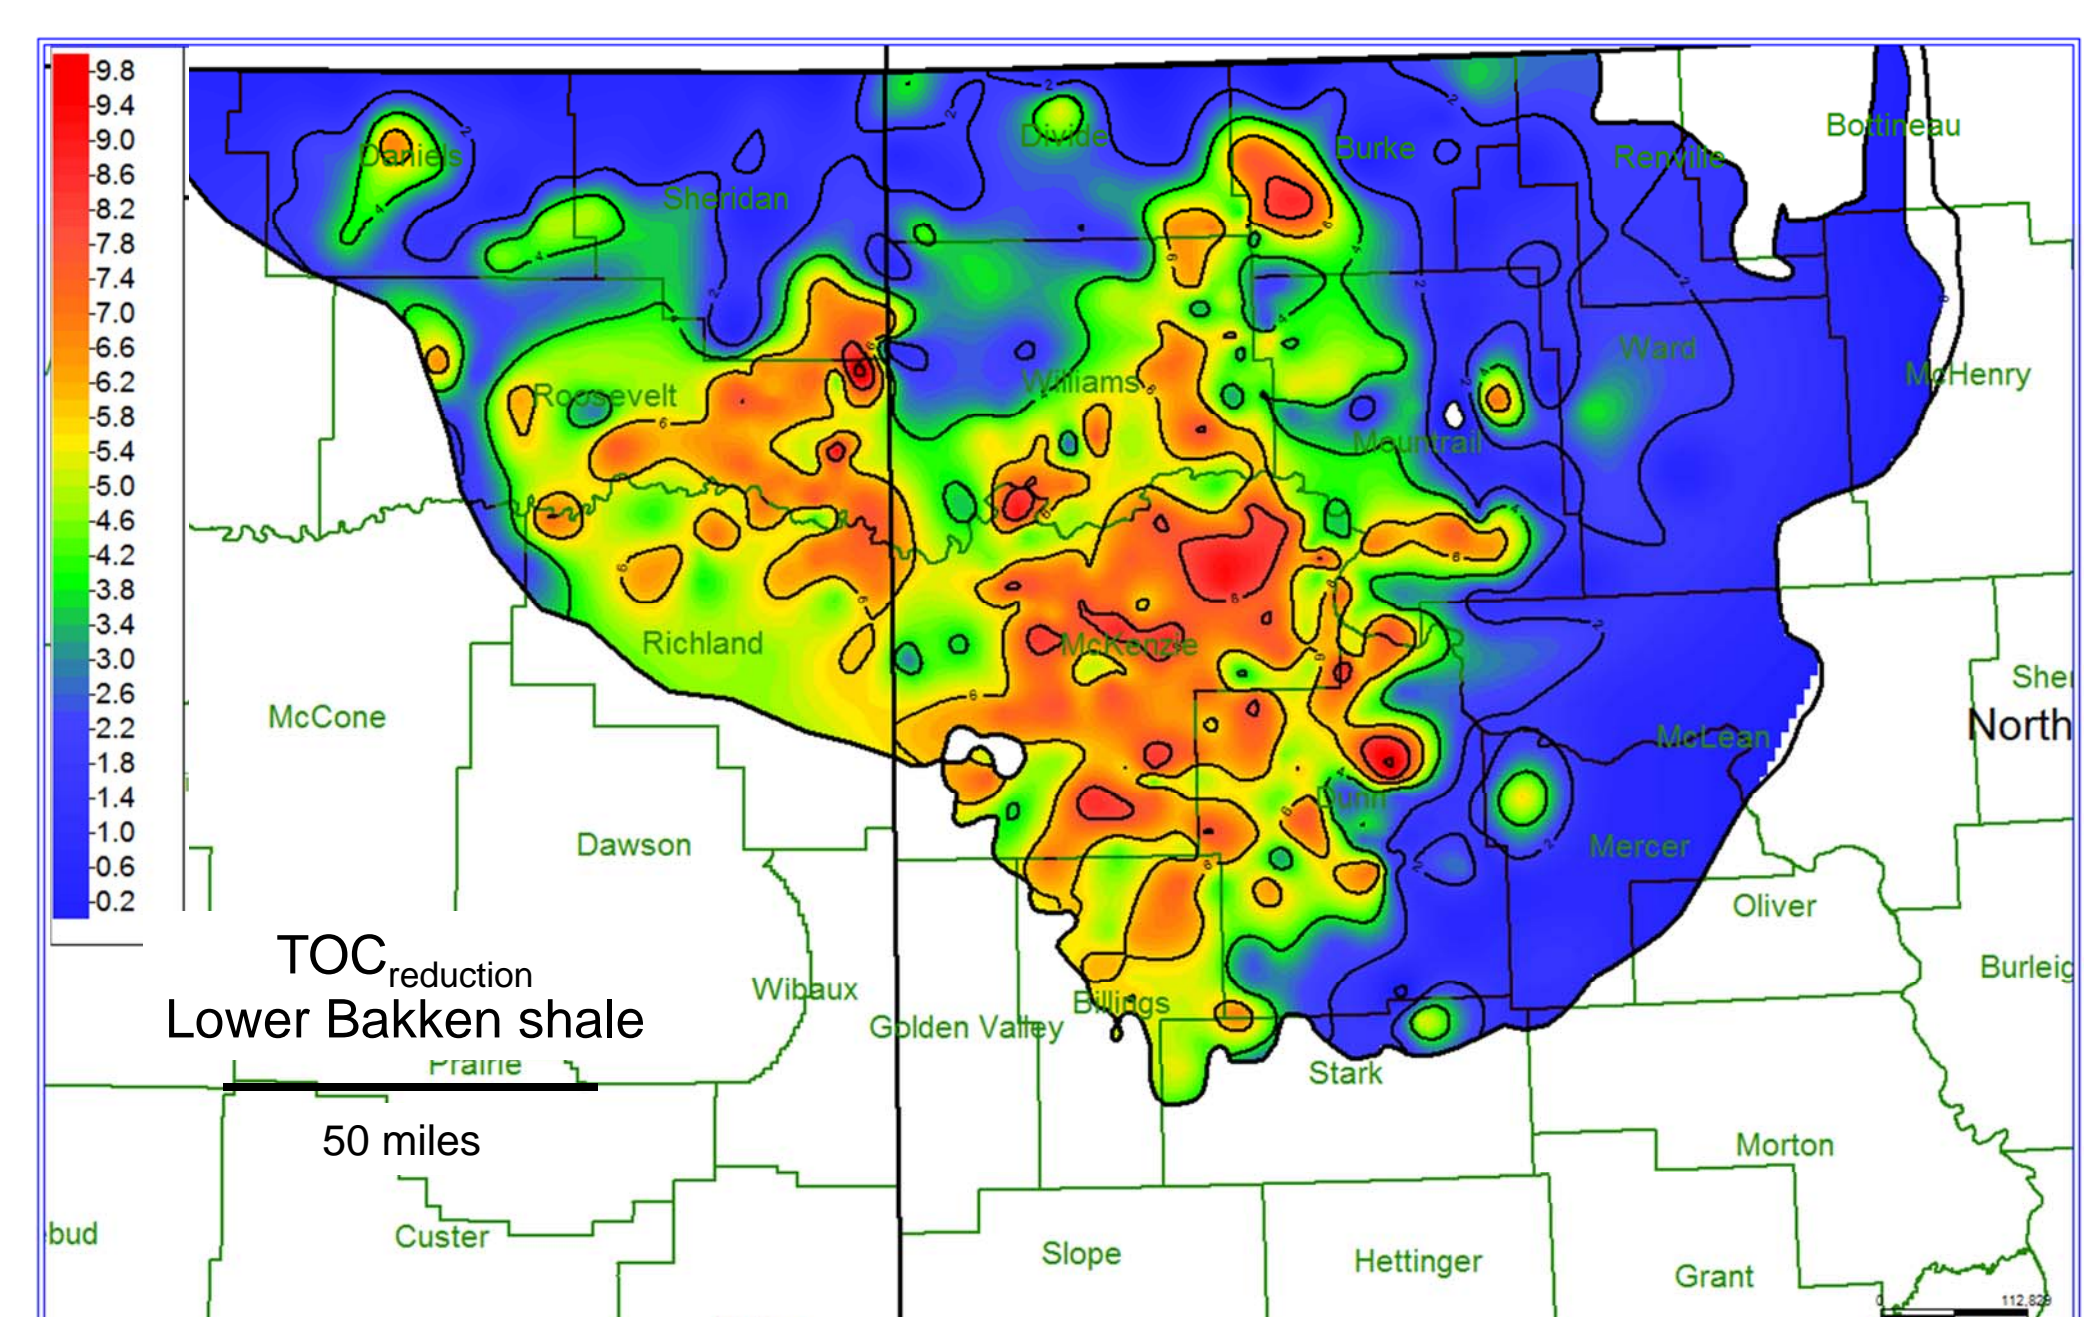 9.8
9.4
9.0
8.6
8.2
7.8
7.4
7.0
6.6
6.2
5.8
5.4
5.0
4.6
4.2
3.8
3.4
3.0
2.6
2.2
1.8
1.4
1.0
0.6
0.2
Daniels
Sheridan
Divide
Burke
Renville
Bottineau
Roosevelt
Williams
Mountrail
Ward
McHenry
Richland
McKenzie
McCone
Dunn
McLean
North
Dawson
Mercer
Oliver
Wibaux
Golden Valley
Billings
Stark
TOCreduction
Lower Bakken shale
Prairie
50 miles
Morton
Custer
Slope
Hettinger
Grant
0
112,829